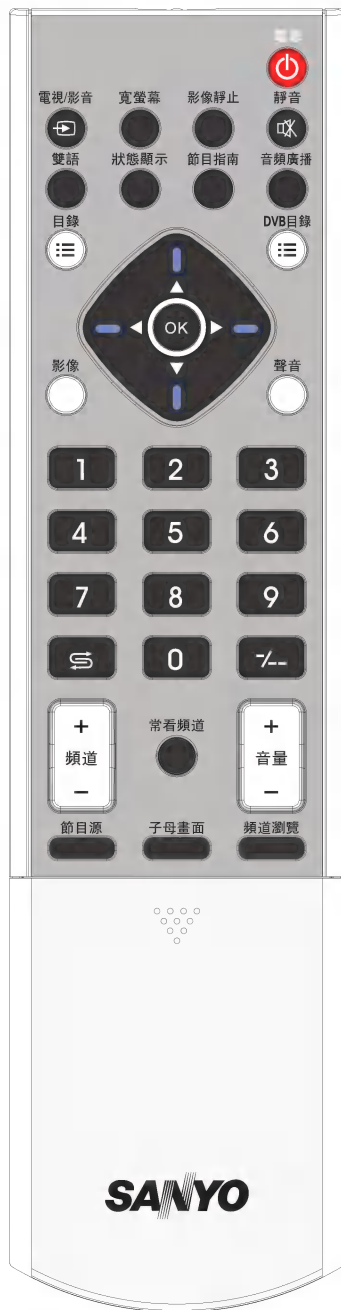 電視/影音 寬螢幕 影像靜止 靜音
雙語 狀態顯示 節目指南 音頻廣播
目錄 DVB目錄
OK
影像 聲音
1 2 3
4 5 6
7 8 9
0 -/--
+ 常看頻道 +
頻道 音量
− −
節目源 子母畫面 頻道瀏覽
SANYO